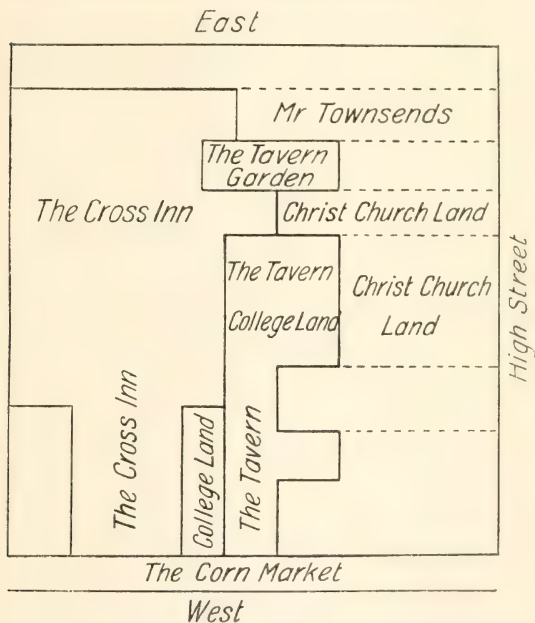 East
Mr Townsends
The Tavern
Garden
The Cross Inn
Christ Church Land
The Tavern
College Land
Christ Church
Land
High Street
The Cross Inn
College Land
The Tavern
The Corn Market
West